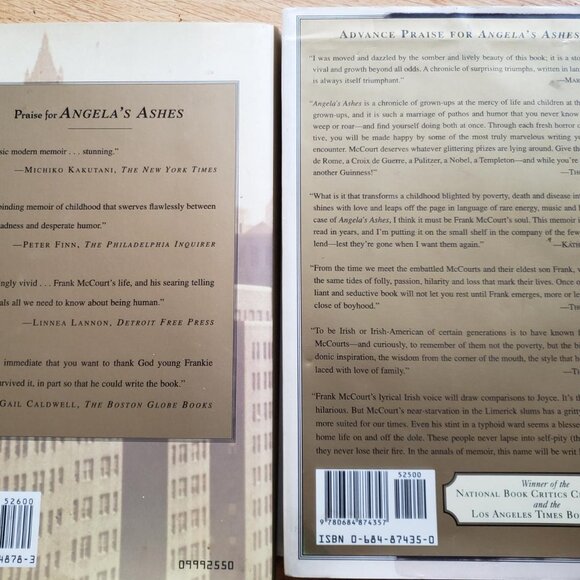 Praise for ANGELA'S ASHES
sic modern memoir . . . stunning."
—MICHIKO KAKUTANI, THE NEW YORK TIMES
binding memoir of childhood that swerves flawlessly between
adness and desperate humor."
—PETER FINN, THE PHILADELPHIA INQUIRER
ngly vivid . . . Frank McCourt's life, and his searing telling
als all we need to know about being human."
—LINNEA LANNON, DETROIT FREE PRESS
immediate that you want to thank God young Frankie
rvived it, in part so that he could write the book."
GAIL CALDWELL, THE BOSTON GLOBE BOOKS
52600
4878-3
09992550
ADVANCE PRAISE FOR ANGELA'S ASHES
"I was moved and dazzled by the somber and lively beauty of this book; it is a sto
vival and growth beyond all odds. A chronicle of surprising triumphs, written in lan
is always itself triumphant."
—MAR
"Angela's Ashes is a chronicle of grown-ups at the mercy of life and children at th
grown-ups, and it is such a marriage of pathos and humor that you never know
weep or roar—and find yourself doing both at once. Through each fresh horror o
tive, you will be made happy by some of the most truly marvelous writing you
encounter. McCourt deserves whatever glittering prizes are lying around. Give th
de Rome, a Croix de Guerre, a Pulitzer, a Nobel, a Templeton—and while you're
another Guinness!"
—TH
"What is it that transforms a childhood blighted by poverty, death and disease in
shines with love and leaps off the page in language of rare energy, music and
case of Angela's Ashes, I think it must be Frank McCourt's soul. This memoir i
read in years, and I'm putting it on the small shelf in the company of the few
lend—lest they're gone when I want them again."
—KATH
"From the time we meet the embattled McCourts and their eldest son Frank,
the same tides of folly, passion, hilarity and loss that mark their lives. Once o
liant and seductive book will not let you rest until Frank emerges, more or le
close of boyhood."
—TH
"To be Irish or Irish-American of certain generations is to have known
McCourts—and curiously, to remember of them not the poverty, but the b
donic inspiration, the wisdom from the corner of the mouth, the style that
laced with love of family."
—TH
"Frank McCourt's lyrical Irish voice will draw comparisons to Joyce. It's th
hilarious. But McCourt's near-starvation in the Limerick slums has a grit
more suited for our times. Even his stint in a typhoid ward seems a blesse
home life on and off the dole. These people never lapse into self-pity (th
they never lose their fire. In the annals of memoir, this name will be writ
52500
9 780684 874357
ISBN 0-684-87435-0
Winner of the
NATIONAL BOOK CRITICS C
and the
LOS ANGELES TIMES BO